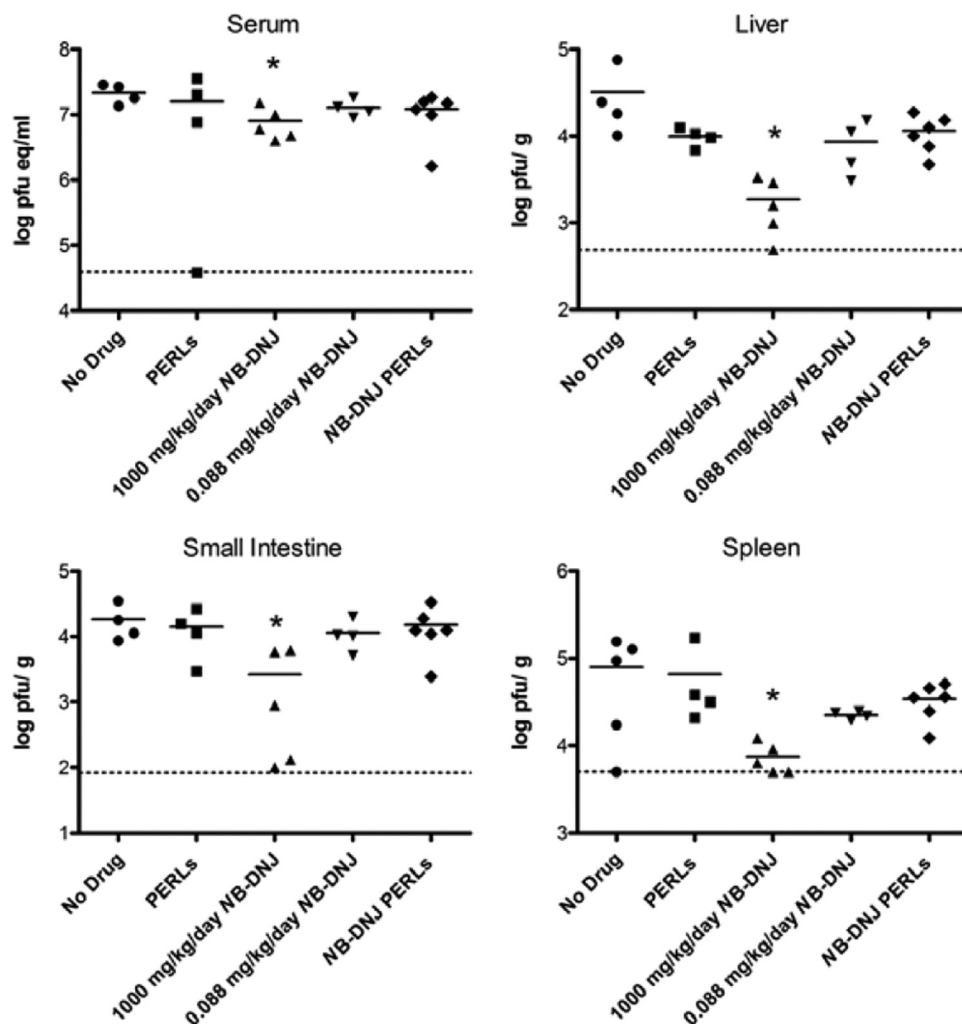 Serum
log pfu eq/ml
8
7
6
5
4
*
No Drug
PERLs
1000 mg/kg/day NB-DNJ
0.088 mg/kg/day NB-DNJ
NB-DNJ PERLs
Liver
log pfu/ g
5
4
3
2
*
No Drug
PERLs
1000 mg/kg/day NB-DNJ
0.088 mg/kg/day NB-DNJ
NB-DNJ PERLs
Small Intestine
log pfu/ g
5
4
3
2
1
*
No Drug
PERLs
1000 mg/kg/day NB-DNJ
0.088 mg/kg/day NB-DNJ
NB-DNJ PERLs
Spleen
log pfu/ g
6
5
4
3
*
No Drug
PERLs
1000 mg/kg/day NB-DNJ
0.088 mg/kg/day NB-DNJ
NB-DNJ PERLs